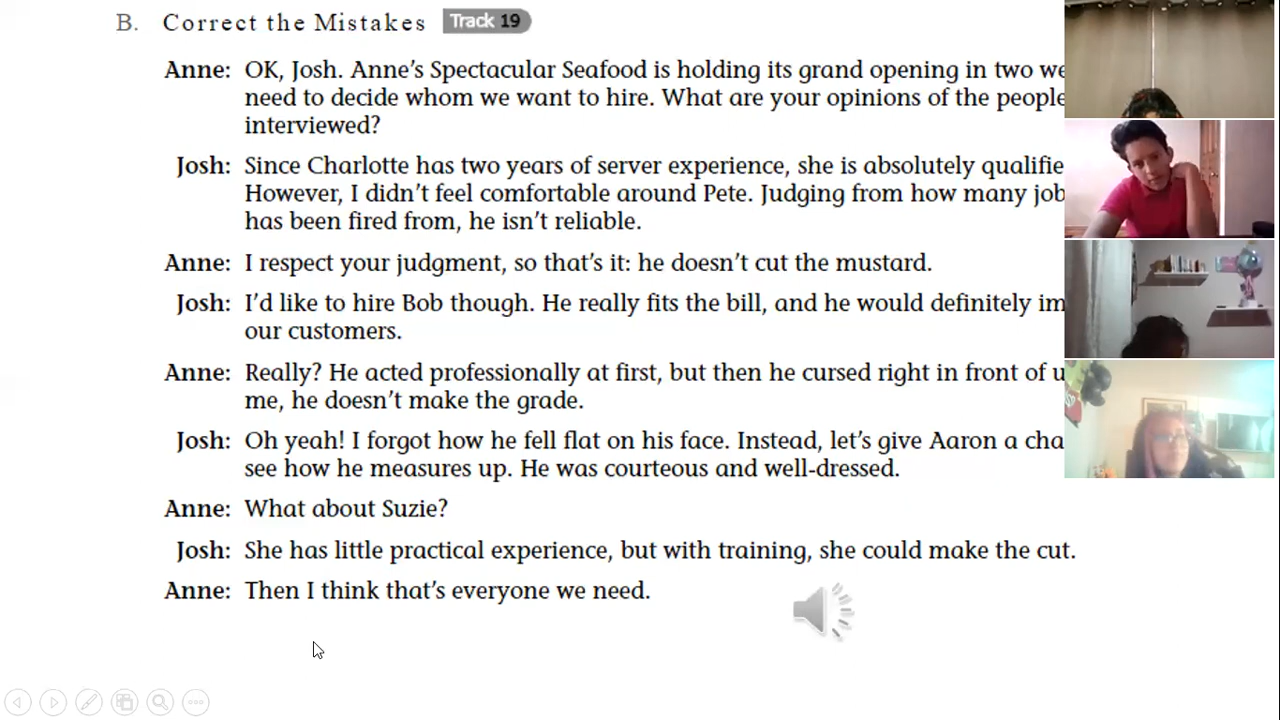 B. Correct the Mistakes Track 19
Anne: OK, Josh. Anne's Spectacular Seafood is holding its grand opening in two
need to decide whom we want to hire. What are your opinions of the people
interviewed?
Josh: Since Charlotte has two years of server experience, she is absolutely
However, I didn't feel comfortable around Pete. Judging from how many
has been fired from, he isn't reliable.
Anne: I respect your judgment, so that's it: he doesn't cut the mustard.
Josh: I'd like to hire Bob though. He really fits the bill, and he would definitely
our customers.
Anne: Really? He acted professionally at first, but then he cursed right in front of
me, he doesn't make the grade.
Josh: Oh yeah! I forgot how he fell flat on his face. Instead, let's give Aaron a
see how he measures up. He was courteous and well-dressed.
Anne: What about Suzie?
Josh: She has little practical experience, but with training, she could make the cut.
Anne: Then I think that's everyone we need.